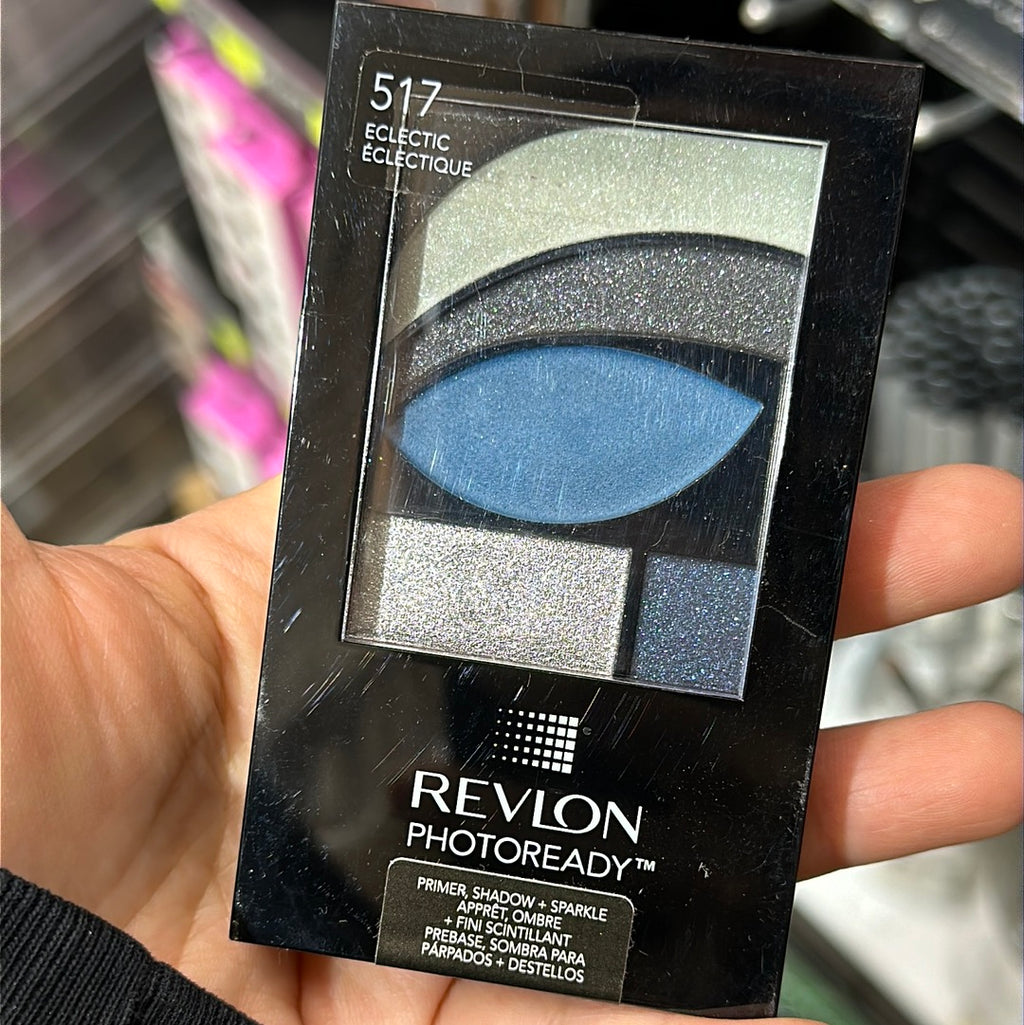 517
ECLECTIC
ÉCLECTIQUE
REVLON
PHOTOREADY™
PRIMER, SHADOW + SPARKLE
APPRÊT, OMBRE
+ FINI SCINTILLANT
PREBASE, SOMBRA PARA
PÁRPADOS + DESTELLOS